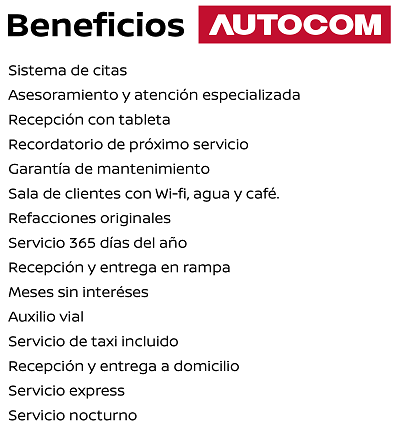 Beneficios AUTOCOM
Sistema de citas
Asesoramiento y atención especializada
Recepción con tableta
Recordatorio de próximo servicio
Garantía de mantenimiento
Sala de clientes con Wi-fi, agua y café.
Refacciones originales
Servicio 365 días del año
Recepción y entrega en rampa
Meses sin interéses
Auxilio vial
Servicio de taxi incluido
Recepción y entrega a domicilio
Servicio express
Servicio nocturno